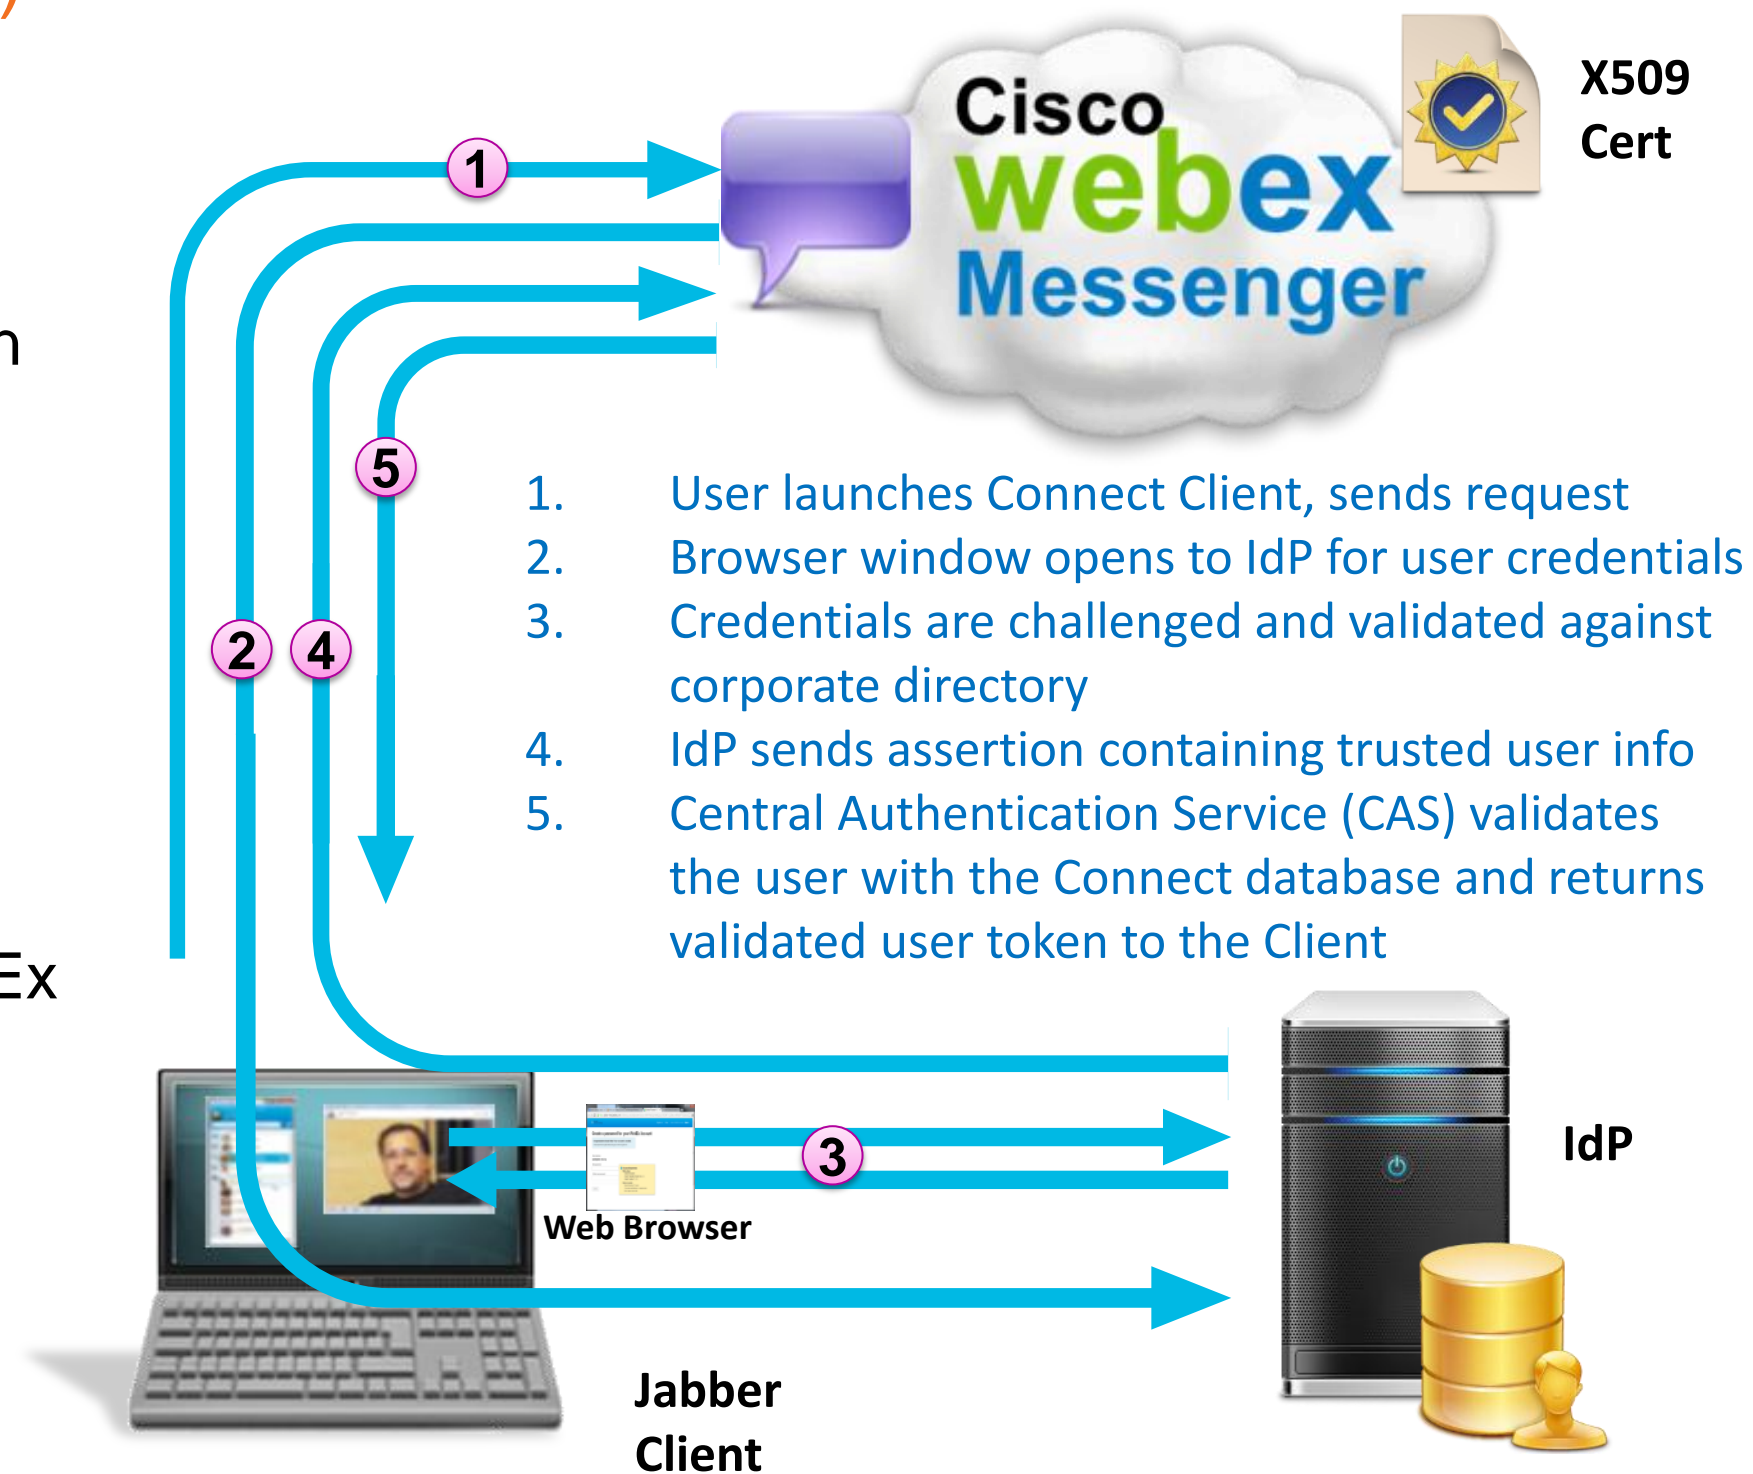 )
Cisco
webex
Messenger
X509
Cert
1
n
5
1. User launches Connect Client, sends request
2. Browser window opens to IdP for user credentials
3. Credentials are challenged and validated against
corporate directory
2
4
4. IdP sends assertion containing trusted user info
5. Central Authentication Service (CAS) validates
the user with the Connect database and returns
validated user token to the Client
Ex
3
IdP
Web Browser
Jabber
Client